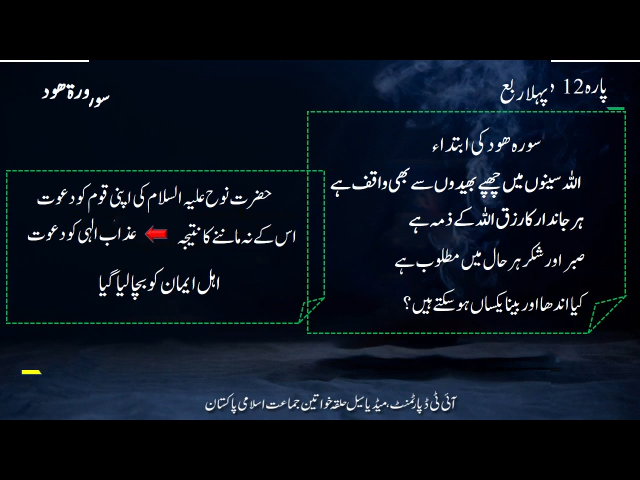 پارہ 12 ، پہلا ربع
سورۃ ھود
سورہ ھود کی ابتداء
اللہ سینوں میں چھپے بھیدوں سے بھی واقف ہے
ہر جاندار کا رزق اللہ کے ذمہ ہے
صبر اور شکر ہر حال میں مطلوب ہے
کیا اندھا اور بینا یکساں ہو سکتے ہیں؟
حضرت نوح علیہ السلام کی اپنی قوم کو دعوت
اس کے نہ ماننے کا نتیجہ عذاب الہی کو دعوت
اہل ایمان کو بچا لیا گیا
آئی ٹی ڈپارٹمنٹ، میڈیا سیل حلقہ خواتین جماعت اسلامی پاکستان